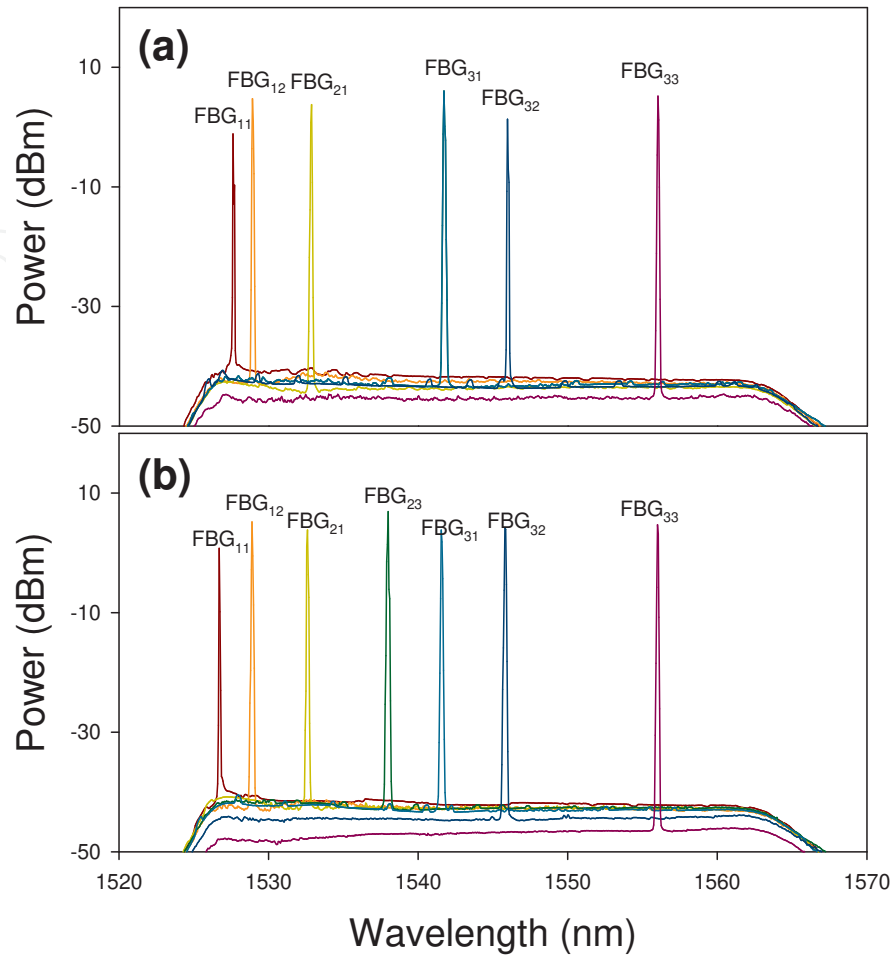 (a)
FBG31
FBG33
FBG12 FBG21
FBG32
FBG11
10
-10
-30
-50
Power (dBm)
(b)
FBG23
FBG12
FBG33
FBG21
FBG31 FBG32
FBG11
10
-10
-30
-50
Power (dBm)
1520 1530 1540 1550 1560 1570
Wavelength (nm)